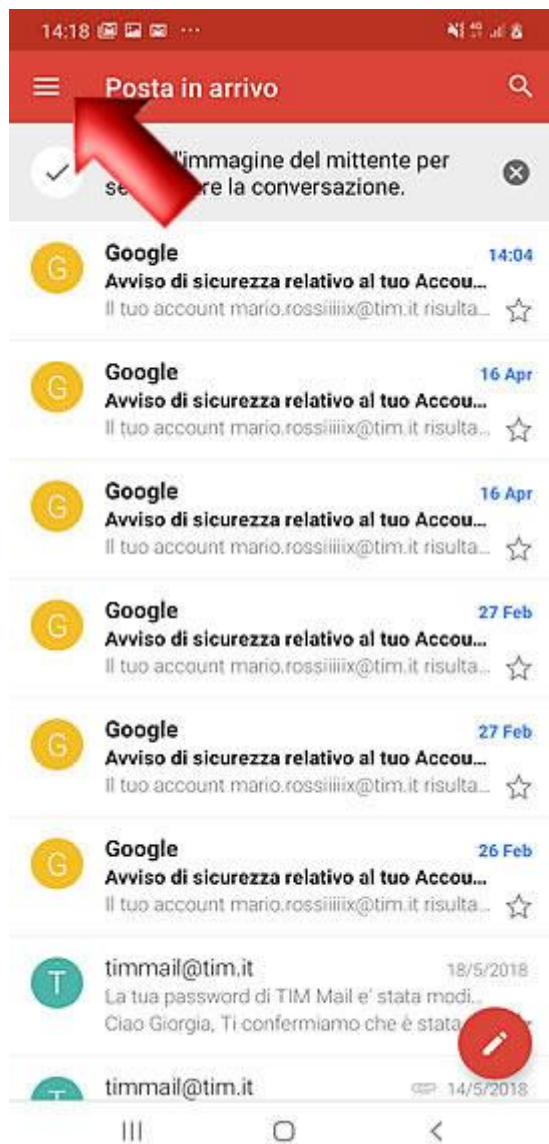 14:18
Posta in arrivo
l'immagine del mittente per
re la conversazione.
G
Google
14:04
Avviso di sicurezza relativo al tuo Accou...
Il tuo account mario.rossiiiiix@tim.it risulta...
G
Google
16 Apr
Avviso di sicurezza relativo al tuo Accou...
Il tuo account mario.rossiiiiix@tim.it risulta...
G
Google
16 Apr
Avviso di sicurezza relativo al tuo Accou...
Il tuo account mario.rossiiiiix@tim.it risulta...
G
Google
27 Feb
Avviso di sicurezza relativo al tuo Accou...
Il tuo account mario.rossiiiiix@tim.it risulta...
G
Google
27 Feb
Avviso di sicurezza relativo al tuo Accou...
Il tuo account mario.rossiiiiix@tim.it risulta...
G
Google
26 Feb
Avviso di sicurezza relativo al tuo Accou...
Il tuo account mario.rossiiiiix@tim.it risulta...
T
timmail@tim.it
18/5/2018
La tua password di TIM Mail e' stata modi...
Ciao Giorgia, Ti confermiamo che è stata
timmail@tim.it
14/5/2018